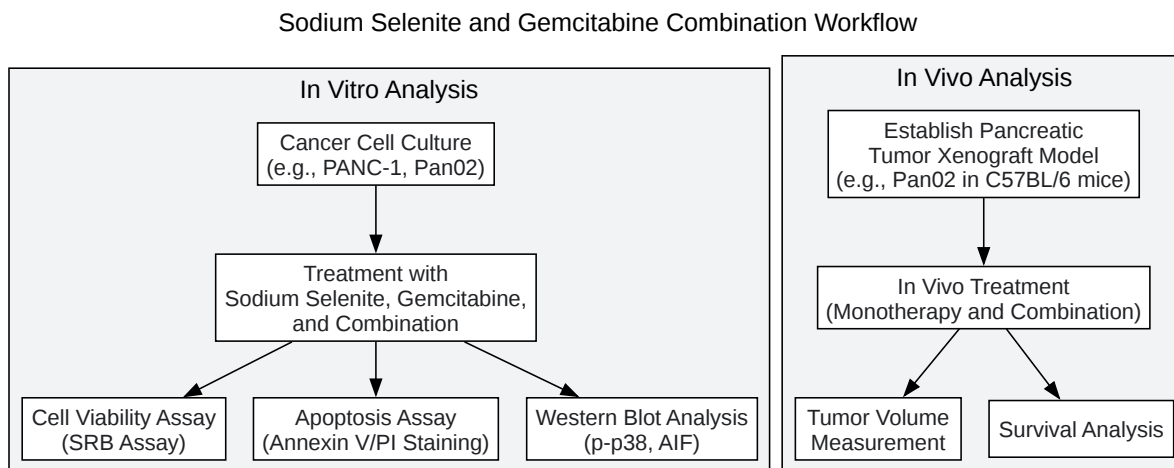 Sodium Selenite and Gemcitabine Combination Workflow
In Vitro Analysis
Cancer Cell Culture
(e.g., PANC-1, Pan02)
Treatment with
Sodium Selenite, Gemcitabine,
and Combination
Cell Viability Assay
(SRB Assay)
Apoptosis Assay
(Annexin V/PI Staining)
Western Blot Analysis
(p-p38, AIF)
In Vivo Analysis
Establish Pancreatic
Tumor Xenograft Model
(e.g., Pan02 in C57BL/6 mice)
In Vivo Treatment
(Monotherapy and Combination)
Tumor Volume
Measurement
Survival Analysis